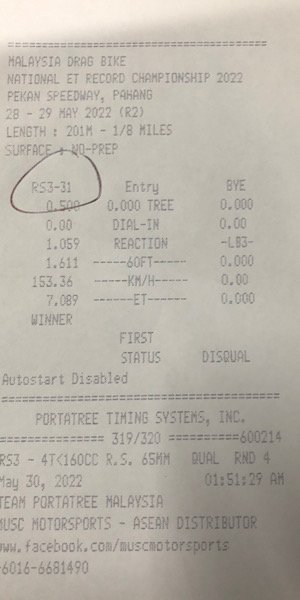 ========================================
MALAYSIA DRAG BIKE
NATIONAL ET RECORD CHAMPIONSHIP 2022
PEKAN SPEEDWAY, PAHANG
28 - 29 MAY 2022 (R2)
LENGTH : 201M - 1/8 MILES
SURFACE : NO-PREP
RS3-31 Entry BYE
0.500 0.000 TREE 0.000
0.00 DIAL-IN 0.00
1.059 REACTION -L83-
1.611 ------60FT----- 0.000
153.36 ------KM/H----- 0.00
7.089 ------ET------- 0.000
WINNER
FIRST
STATUS DISQUAL
Autostart Disabled
========================================
PORTATREE TIMING SYSTEMS, INC.
================ 319/320 ==========600214
RS3 - 4T<160CC R.S. 65MM QUAL RND 4
May 30, 2022 01:51:29 AM
TEAM PORTATREE MALAYSIA
MUSC MOTORSPORTS - ASEAN DISTRIBUTOR
www.facebook.com/muscmotorsports
+6016-6681490